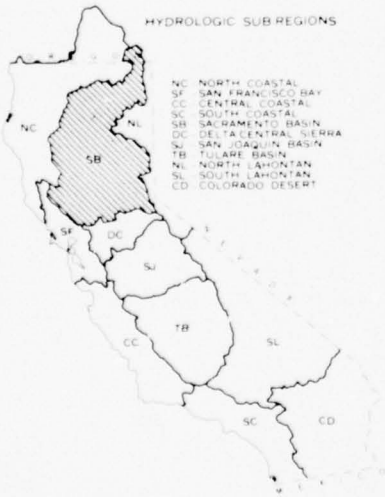 HYDROLOGIC SUB REGIONS
NC NORTH COASTAL
SF SAN FRANCISCO BAY
CC CENTRAL COASTAL
SC SOUTH COASTAL
SB SACRAMENTO BASIN
DC DELTA CENTRAL SIERRA
SJ SAN JOAQUIN BASIN
TB TULARE BASIN
NL NORTH LAHONTAN
SL SOUTH LAHONTAN
CD COLORADO DESERT
NC
NL
SB
SF
DC
SJ
CC
TB
SL
SC
CD